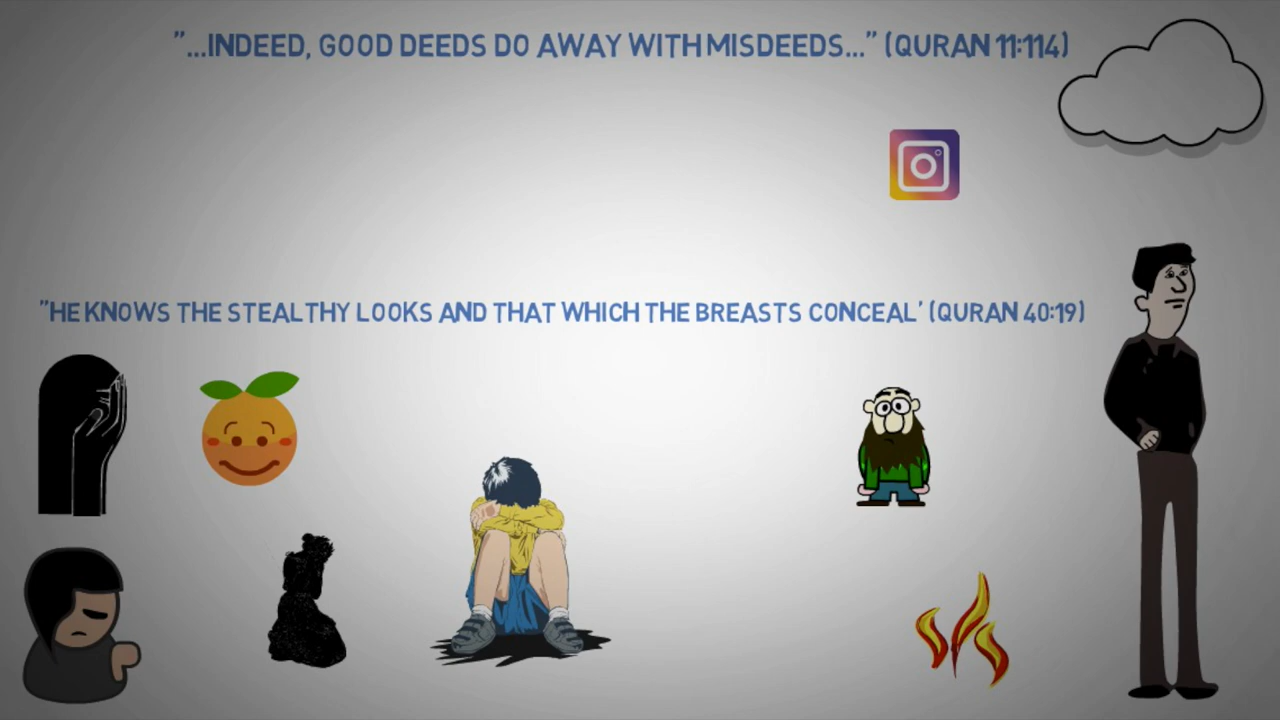 "...INDEED, GOOD DEEDS DO AWAY WITH MISDEEDS..." (QURAN 11:114)
"HE KNOWS THE STEALTHY LOOKS AND THAT WHICH THE BREASTS CONCEAL' (QURAN 40:19)